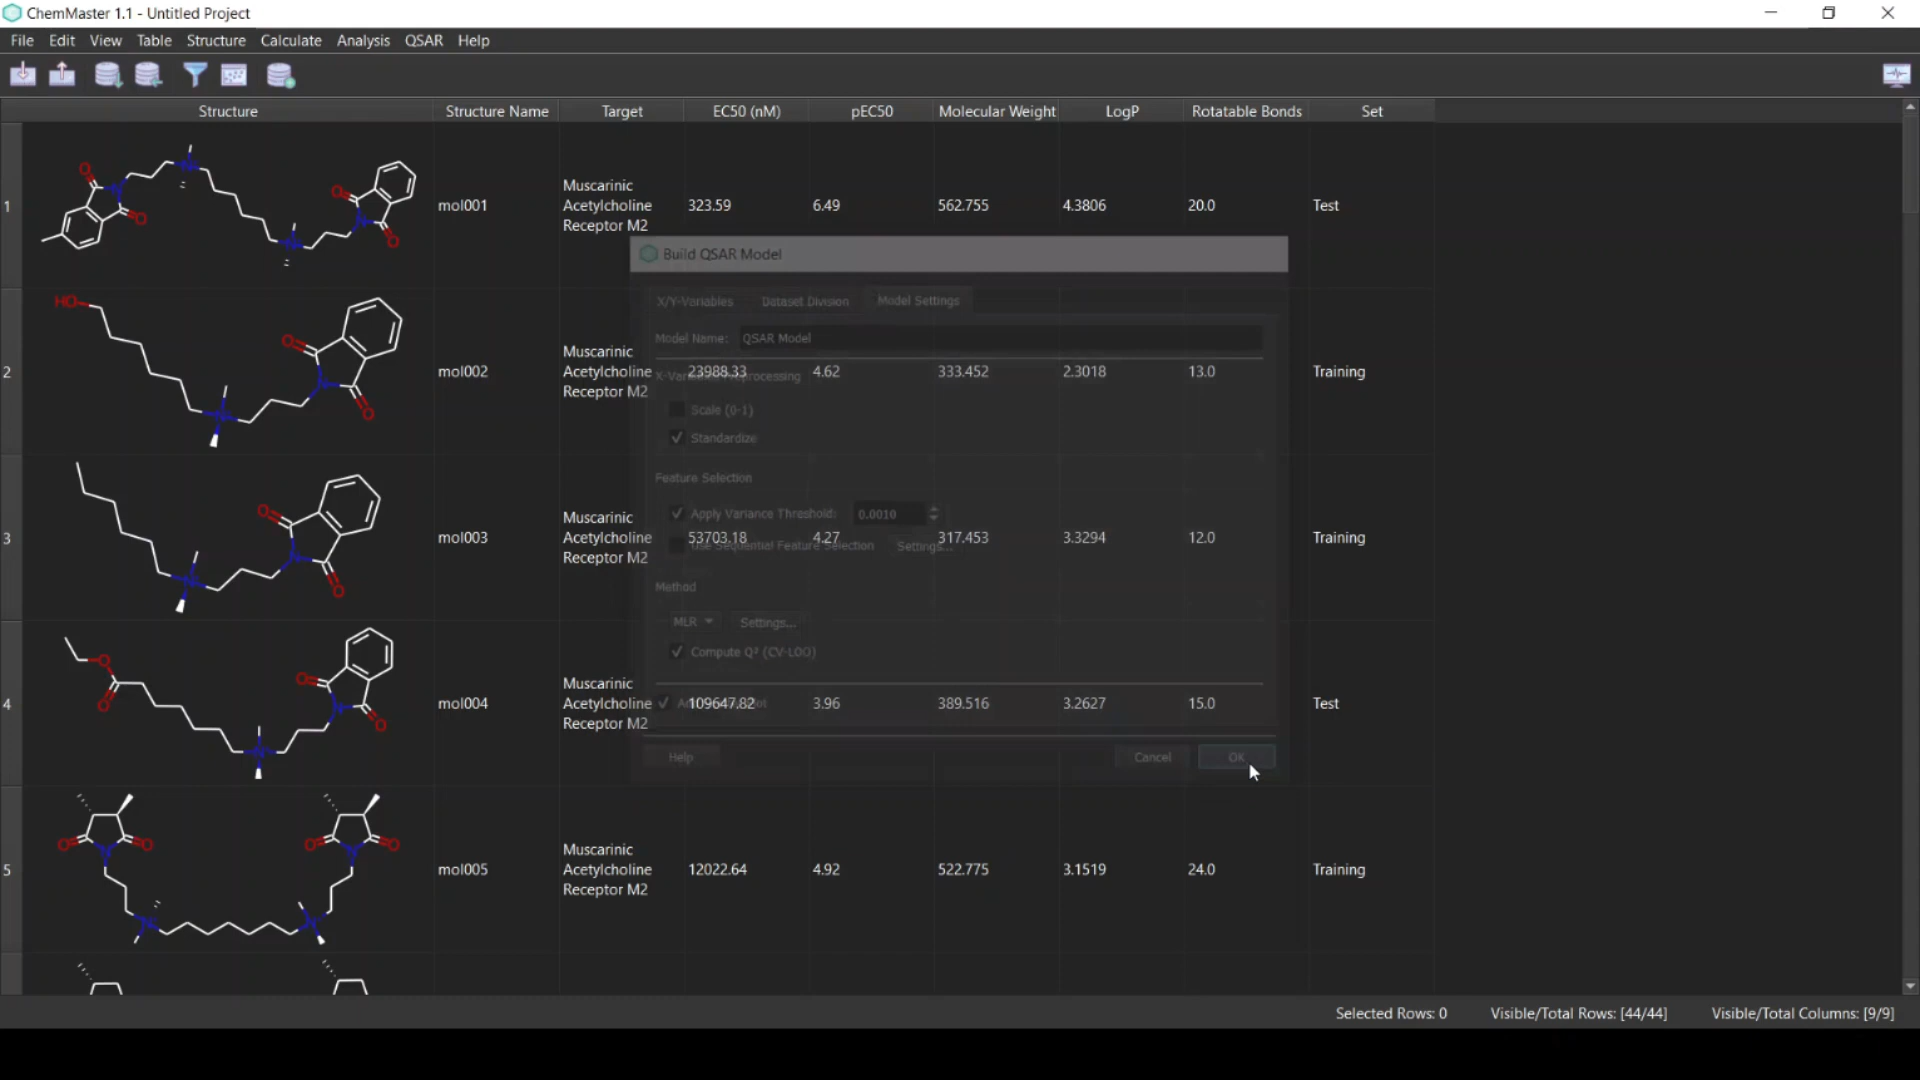 ChemMaster 1.1 - Untitled Project
File Edit View Table Structure Calculate Analysis QSAR Help
Structure Structure Name Target EC50 (nM) pEC50 Molecular Weight LogP Rotatable Bonds Set
1 mol001 Muscarinic
Acetylcholine
Receptor M2 323.59 6.49 562.755 4.3806 20.0 Test
Build QSAR Model
X/Y-Variables Dataset Division Model Settings
Model Name: QSAR Model
HO
2 mol002 Muscarinic
Acetylcholine
Receptor M2 23988.33 4.62 333.452 2.3018 13.0 Training
Scale (0-1)
Standardize
Feature Selection
Apply Variance Threshold: 0.0010
3 mol003 Muscarinic
Acetylcholine
Receptor M2 53703.18 4.27 317.453 3.3294 12.0 Training
Use Sequential Feature Selection Settings...
Method
MLR Settings...
Compute Q² (CV-LOO)
4 mol004 Muscarinic
Acetylcholine
Receptor M2 109647.82 3.96 389.516 3.2627 15.0 Test
Help Cancel OK
5 mol005 Muscarinic
Acetylcholine
Receptor M2 12022.64 4.92 522.775 3.1519 24.0 Training
Selected Rows: 0 Visible/Total Rows: [44/44] Visible/Total Columns: [9/9]